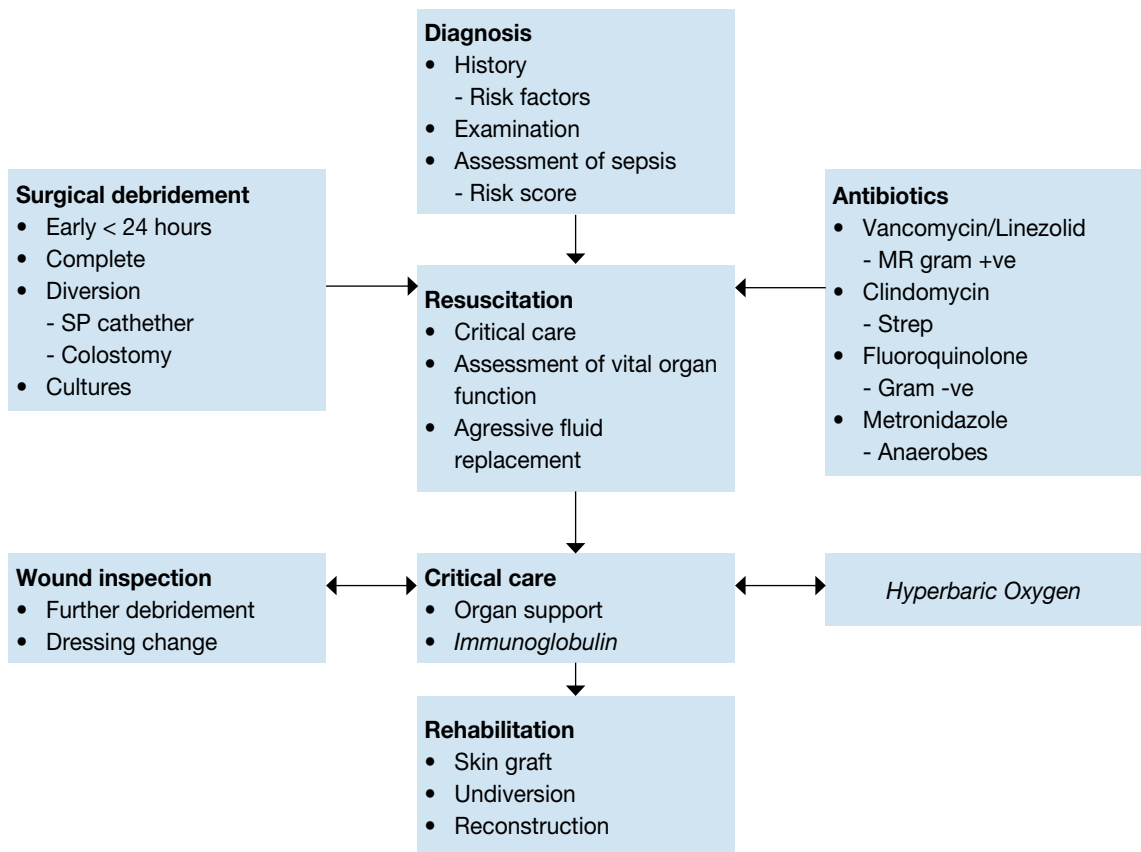 Diagnosis
• History
- Risk factors
• Examination
• Assessment of sepsis
- Risk score
Surgical debridement
• Early < 24 hours
• Complete
• Diversion
- SP cathether
- Colostomy
• Cultures
Resuscitation
• Critical care
• Assessment of vital organ
function
• Agressive fluid
replacement
Antibiotics
• Vancomycin/Linezolid
- MR gram +ve
• Clindomycin
- Strep
• Fluoroquinolone
- Gram -ve
• Metronidazole
- Anaerobes
Wound inspection
• Further debridement
• Dressing change
Critical care
• Organ support
• Immunoglobulin
Hyperbaric Oxygen
Rehabilitation
• Skin graft
• Undiversion
• Reconstruction